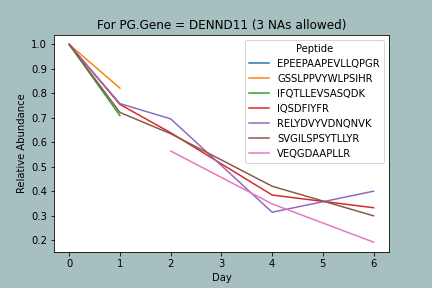 For PG.Gene = DENND11 (3 NAs allowed)
Peptide
EPEEPAAPEVLLQPGR
GSSLPPVYWLPSIHR
IFQTLLEVSASQDK
IQSDFIYFR
RELYDVYVDNQNVK
SVGILSPSYTLLYR
VEQGDAAPLLR
Relative Abundance
1.0
0.9
0.8
0.7
0.6
0.5
0.4
0.3
0.2
0 1 2 3 4 5 6
Day